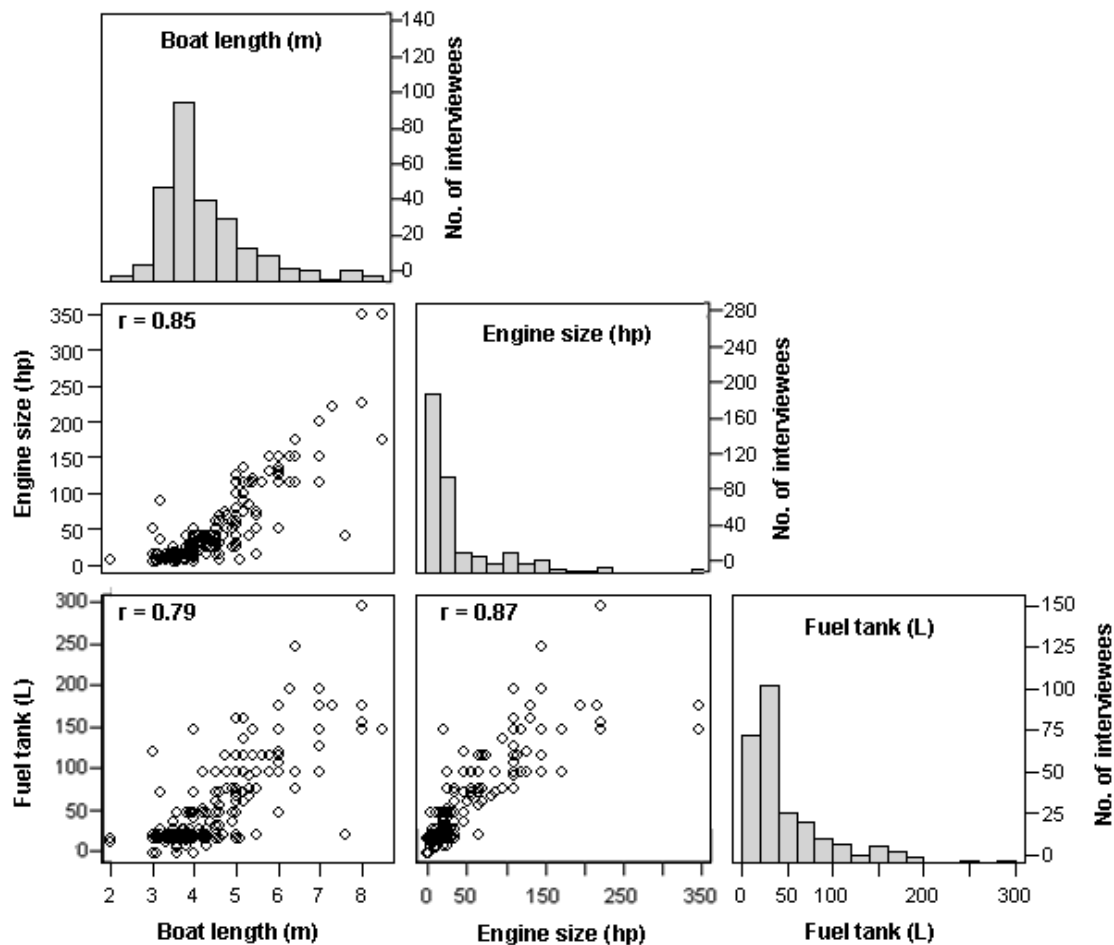 Boat length (m)
140
120
100
80
60
40
20
0
No. of interviewees
r = 0.85
350
300
250
200
150
100
50
0
Engine size (hp)
Engine size (hp)
280
240
200
160
120
80
40
0
No. of interviewees
r = 0.79
300
250
200
150
100
50
0
Fuel tank (L)
r = 0.87
Fuel tank (L)
150
125
100
75
50
25
0
No. of interviewees
2 3 4 5 6 7 8
0 50 150 250 350
0 50 100 200 300
Boat length (m)
Engine size (hp)
Fuel tank (L)